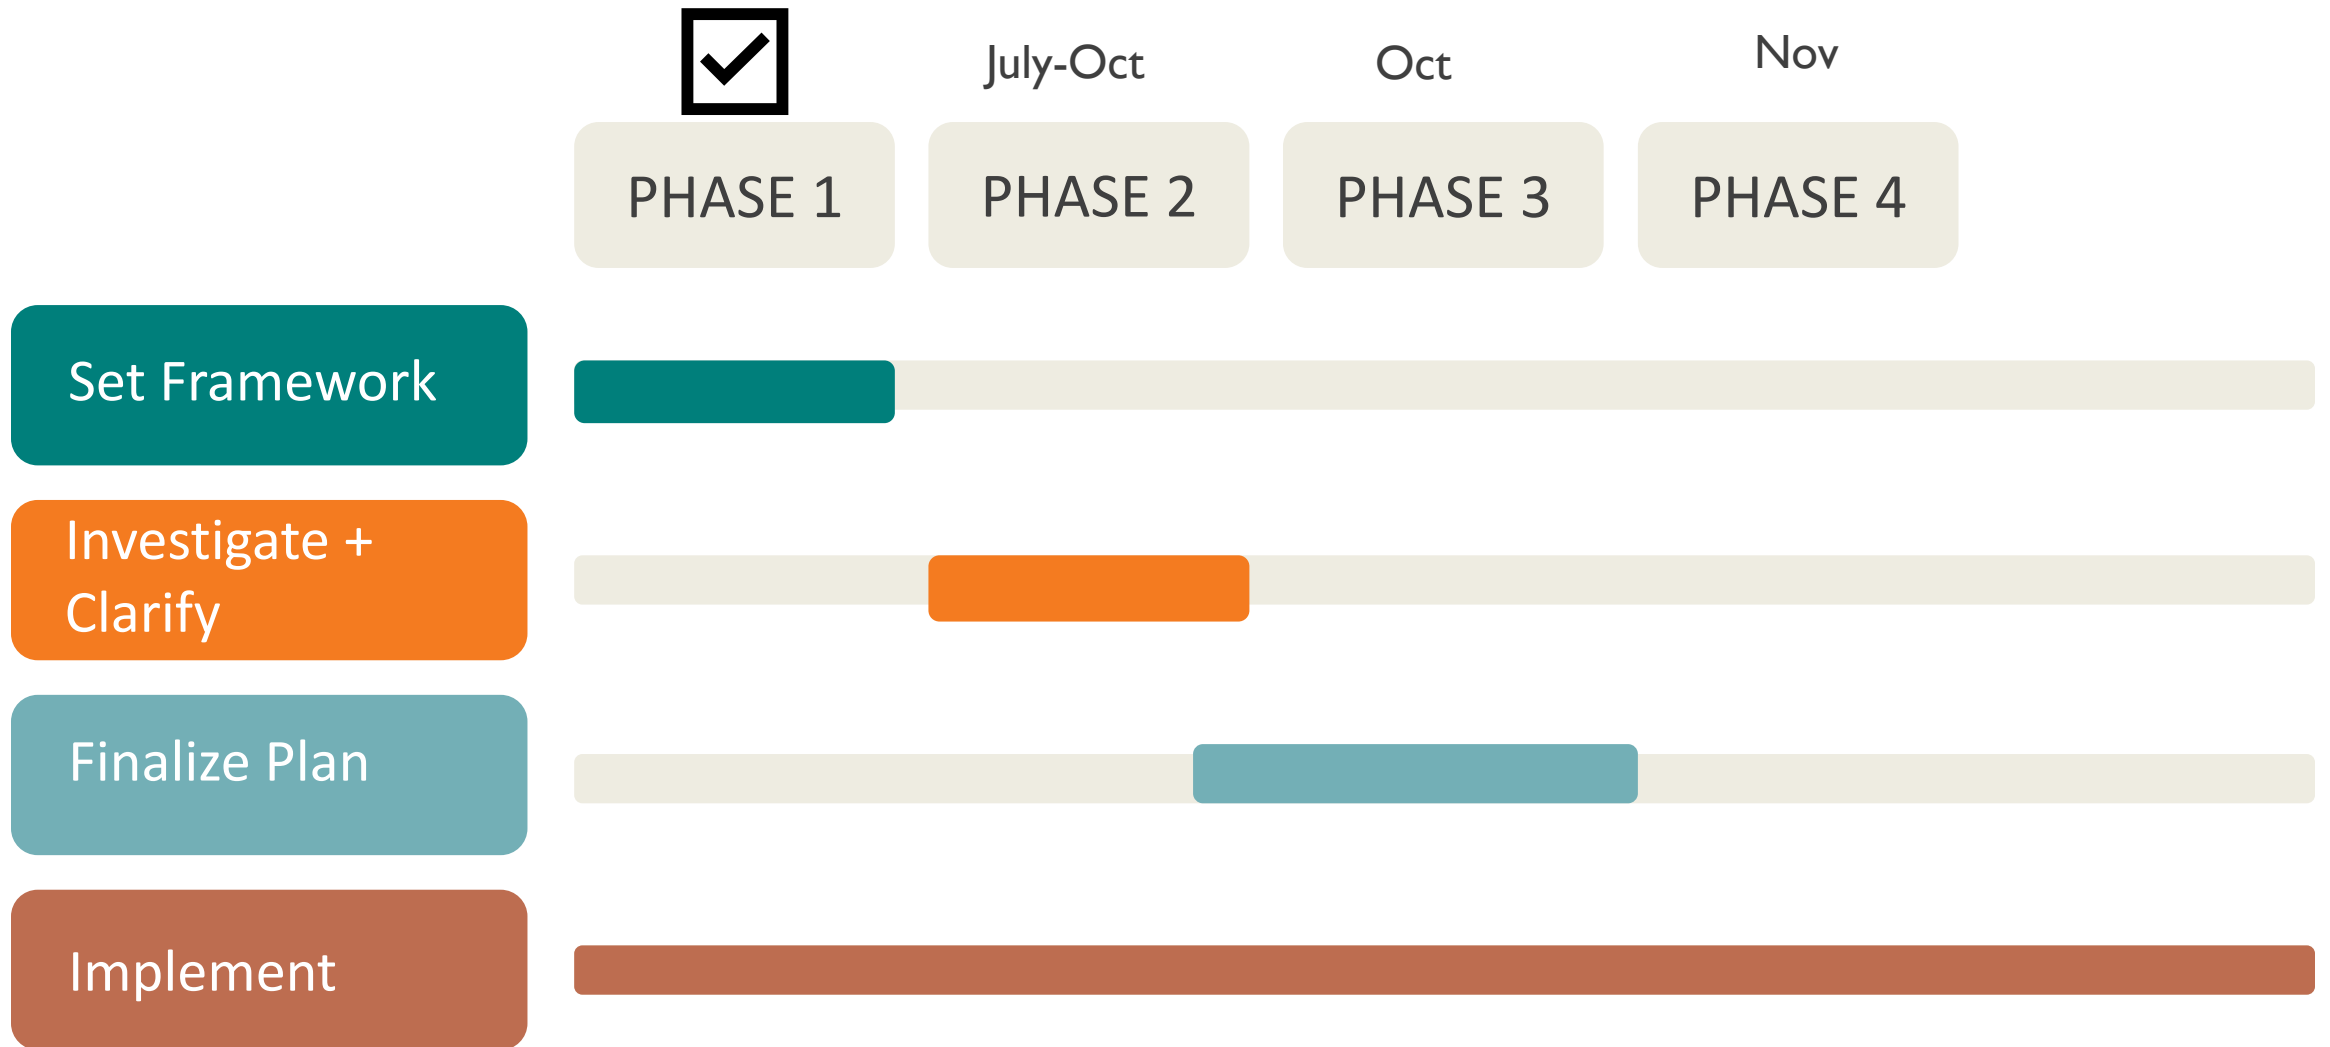 July-Oct
Oct
Nov
PHASE 1
PHASE 2
PHASE 3
PHASE 4
Set Framework
Investigate +
Clarify
Finalize Plan
Implement